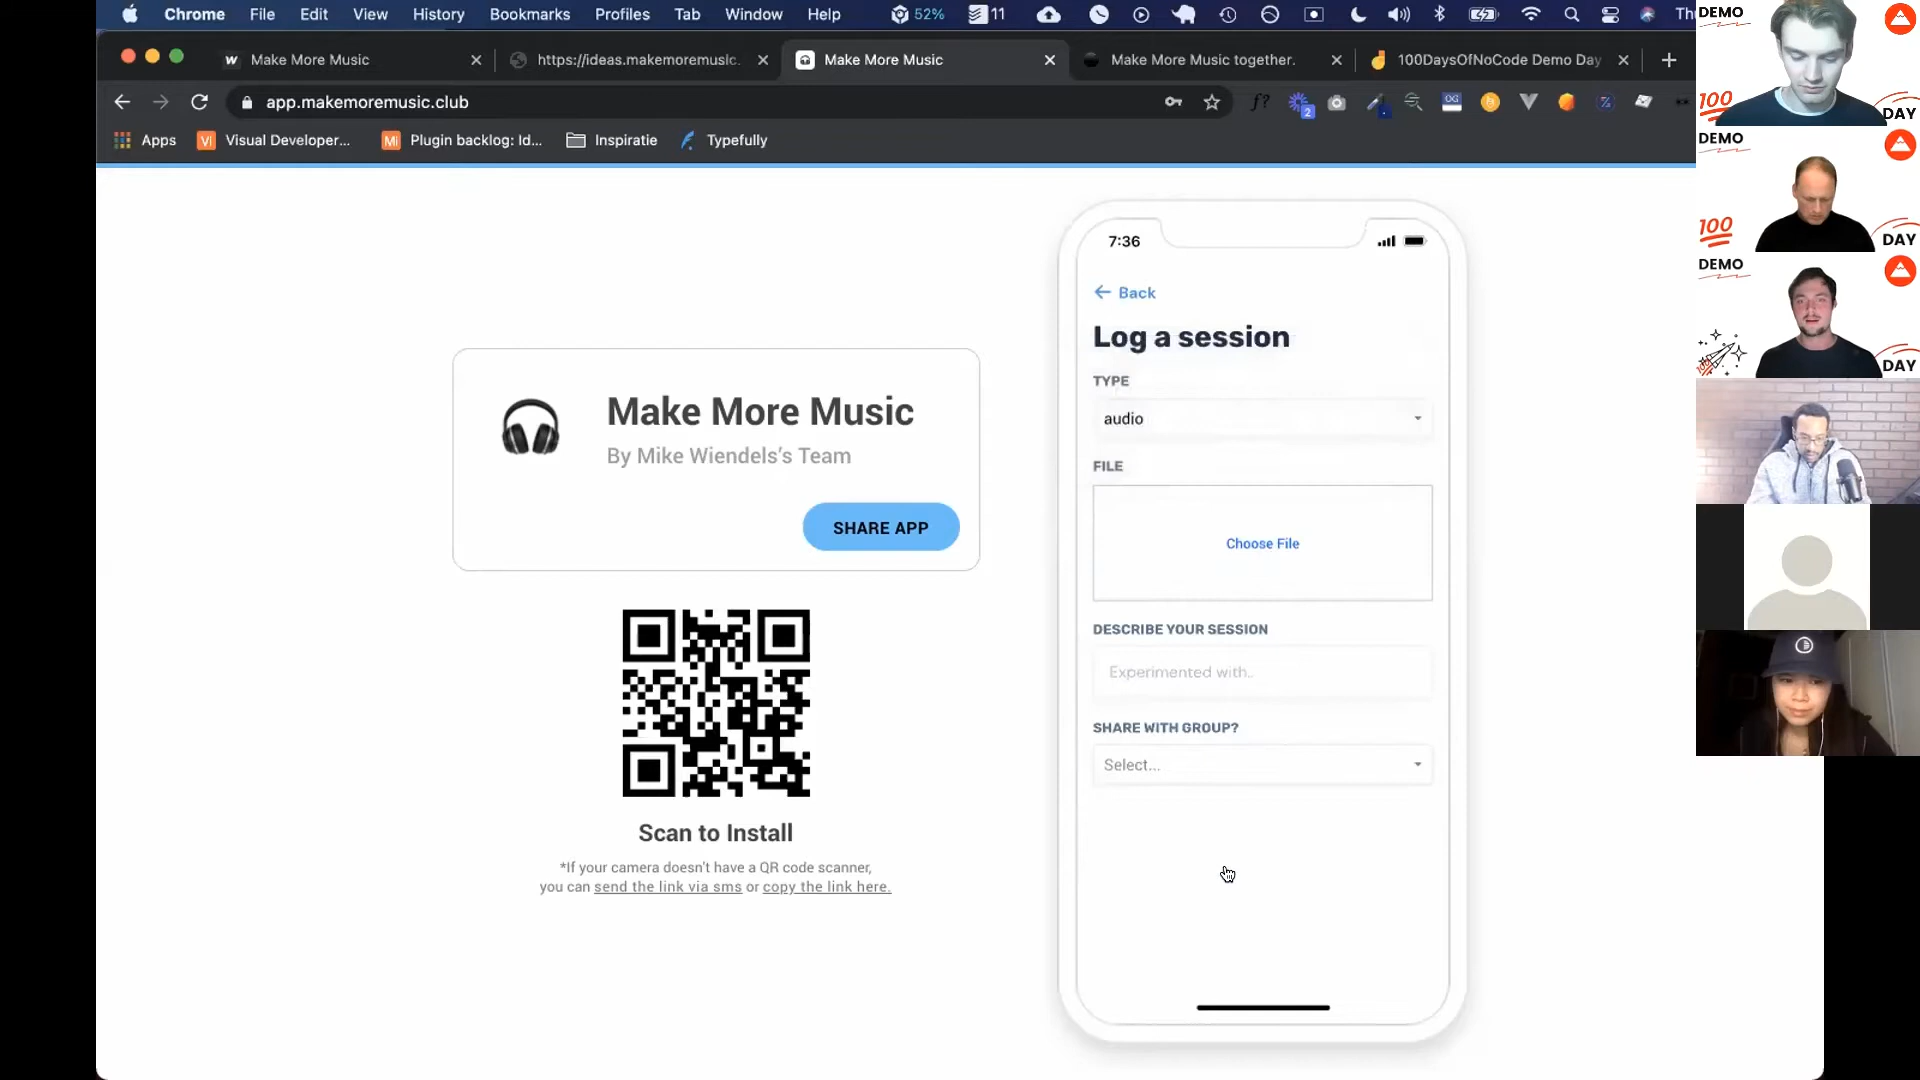 Chrome File Edit View History Bookmarks Profiles Tab Window Help 52% 11 Th
Make More Music
https://ideas.makemoremusic.
Make More Music
Make More Music together.
100DaysOfNoCode Demo Day
app.makemoremusic.club
f?
2
OG
Apps
VI Visual Developer...
MI Plugin backlog: Id...
Inspiratie
Typefully
Make More Music
By Mike Wiendels's Team
SHARE APP
Scan to Install
*If your camera doesn't have a QR code scanner,
you can send the link via sms or copy the link here.
7:36
Back
Log a session
TYPE
audio
FILE
Choose File
DESCRIBE YOUR SESSION
Experimented with..
SHARE WITH GROUP?
Select...
DEMO
100
DAY
DEMO
100
DAY
DEMO
DAY